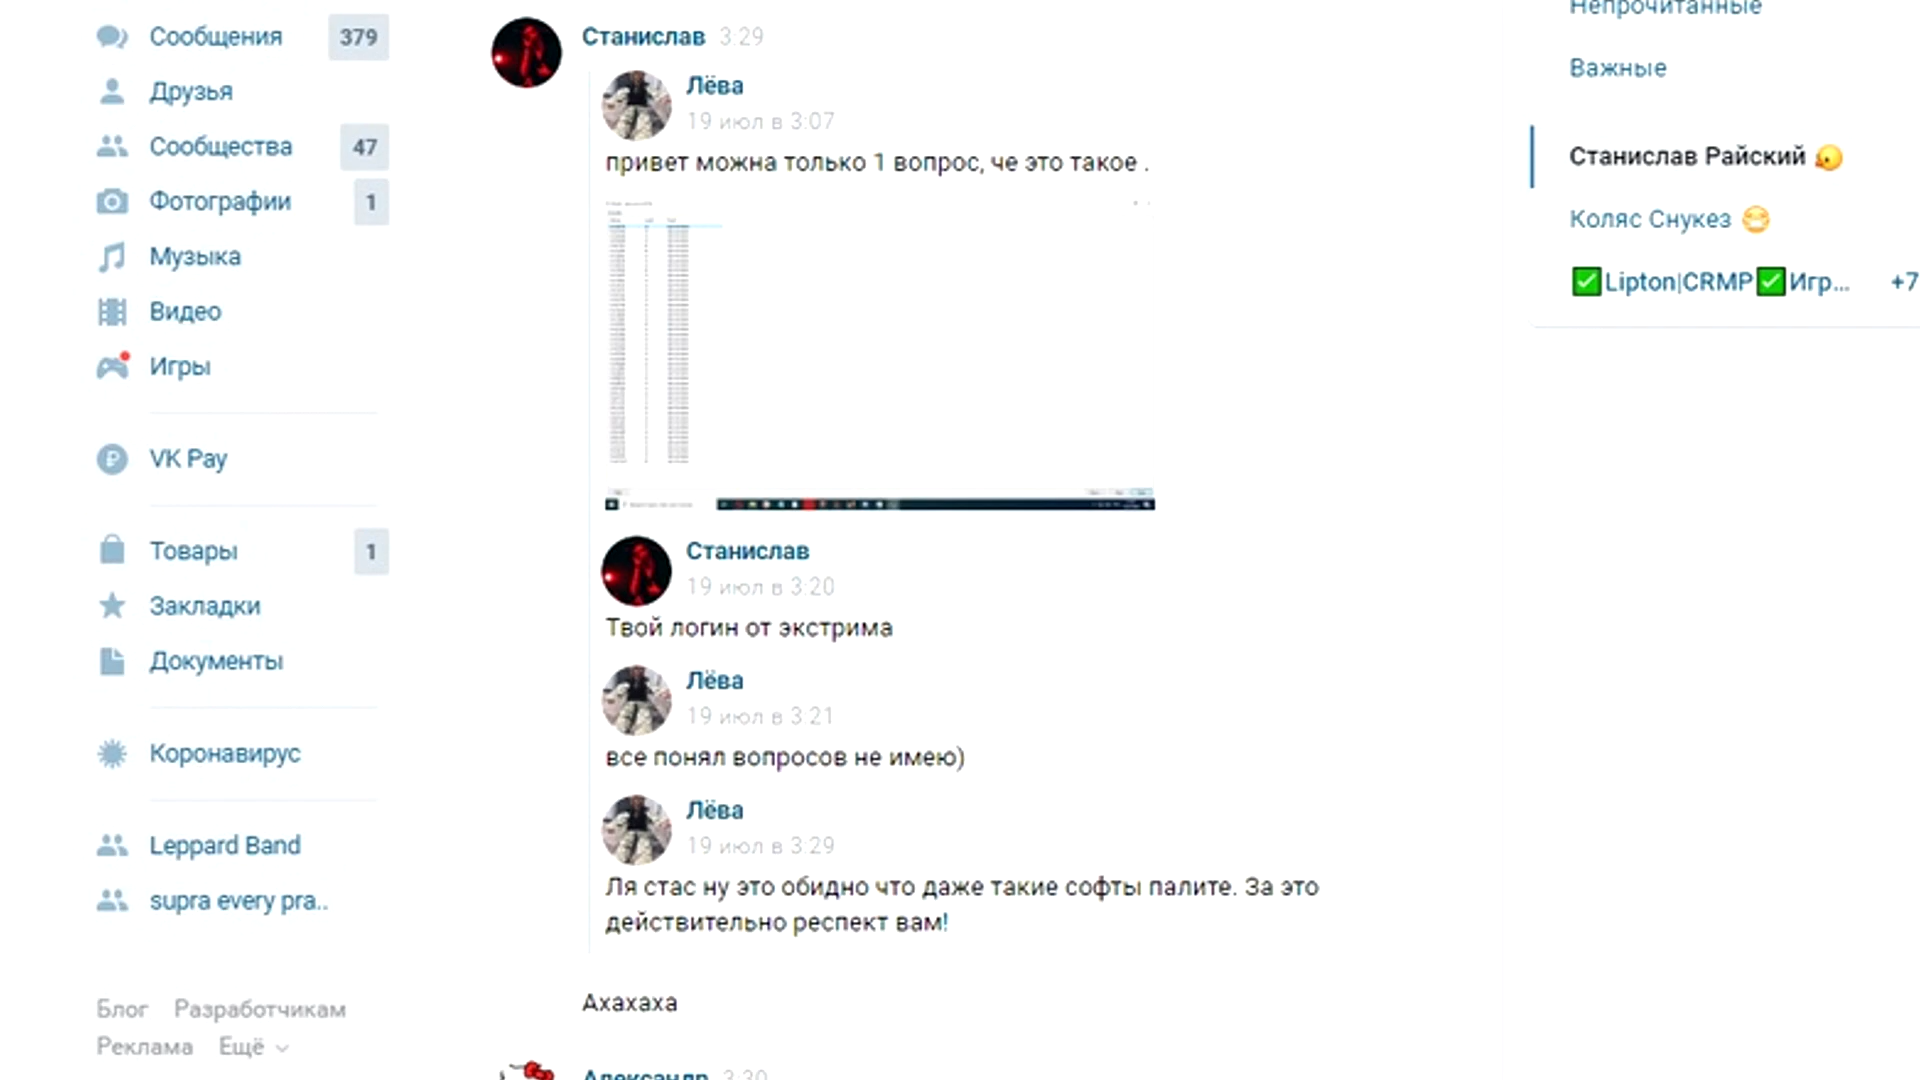 Сообщения 379
Друзья
Сообщества 47
Фотографии 1
Музыка
Видео
Игры
VK Pay
Товары 1
Закладки
Документы
Коронавирус
Leppard Band
supra every pra..
Блог Разработчикам
Реклама Ещё
Станислав 3:29
Лёва
19 июл в 3:07
привет можна только 1 вопрос, че это такое .
Станислав
19 июл в 3:20
Твой логин от экстрима
Лёва
19 июл в 3:21
все понял вопросов не имею)
Лёва
19 июл в 3:29
Ля стас ну это обидно что даже такие софты палите. За это
действительно респект вам!
Ахахаха
Александр 3:30
Непрочитанные
Важные
Станислав Райский
Коляс Снукез
Lipton|CRMP Игр... +7